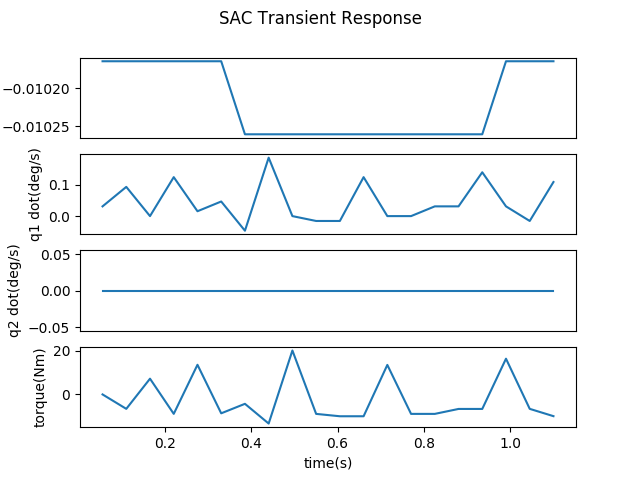 SAC Transient Response
−0.01020
−0.01025
q1 dot(deg/s)
0.1
0.0
q2 dot(deg/s)
0.05
0.00
−0.05
torque(Nm)
20
0
0.2 0.4 0.6 0.8 1.0
time(s)